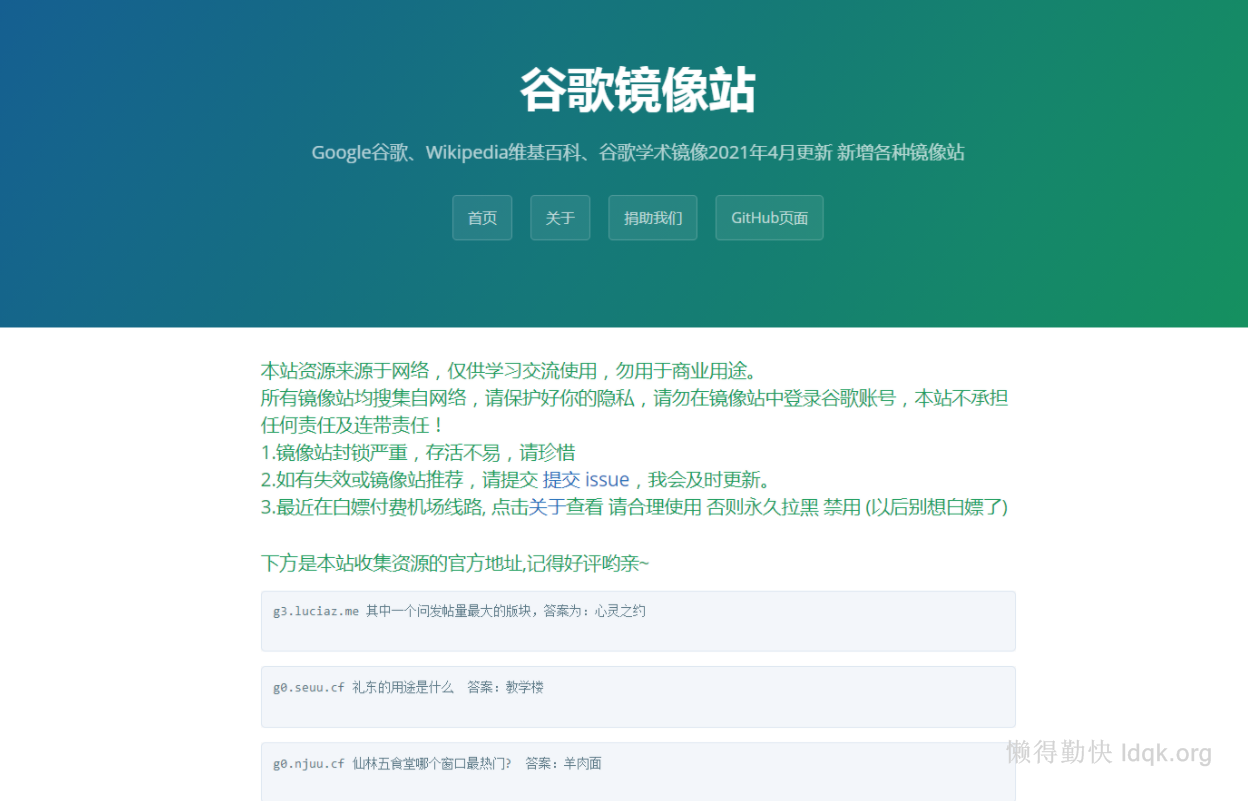 谷歌镜像站
Google谷歌、Wikipedia维基百科、谷歌学术镜像2021年4月更新 新增各种镜像站
首页 关于 捐助我们 GitHub页面
本站资源来源于网络，仅供学习交流使用，勿用于商业用途。
所有镜像站均搜集自网络，请保护好你的隐私，请勿在镜像站中登录谷歌账号，本站不承担
任何责任及连带责任！
1.镜像站封锁严重，存活不易，请珍惜
2.如有失效或镜像站推荐，请提交 提交 issue，我会及时更新。
3.最近在白嫖付费机场线路, 点击关于查看 请合理使用 否则永久拉黑 禁用 (以后别想白嫖了)
下方是本站收集资源的官方地址,记得好评哟亲~
g3.luciaz.me 其中一个问发帖量最大的版块，答案为：心灵之约
g0.seuu.cf 礼东的用途是什么  答案：教学楼
g0.njuu.cf 仙林五食堂哪个窗口最热门?  答案：羊肉面
懒得勤快 ldqk.org